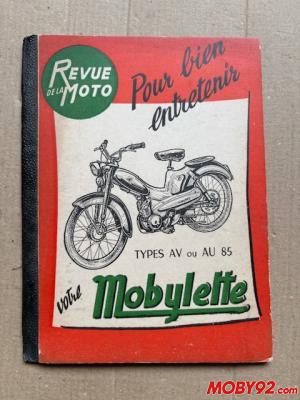 REVUE
DE LA MOTO
Pour bien
entretenir
TYPES AV ou AU 85
votre
Mobylette
MOBY92.com